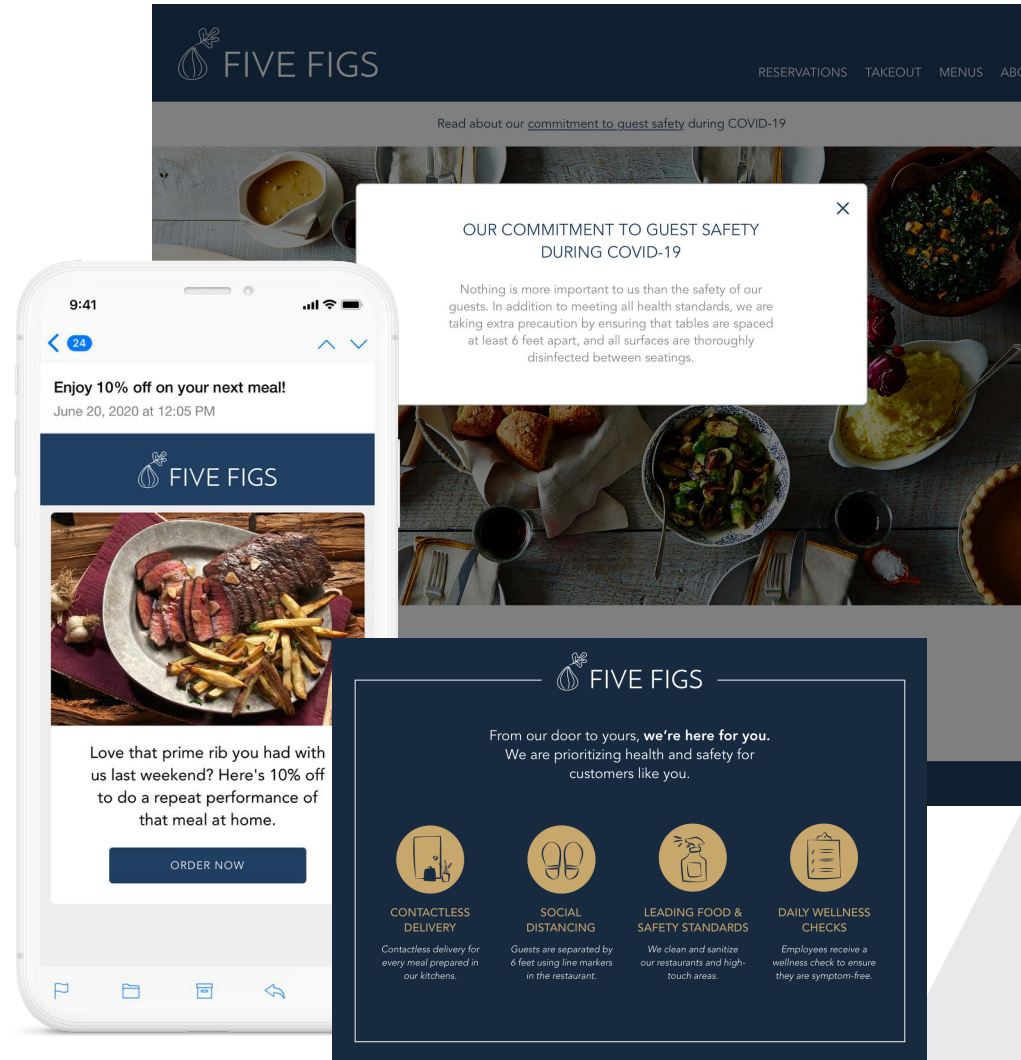 FIVE FIGS
RESERVATIONS TAKEOUT MENUS
Read about our commitment to guest safety during COVID-19
OUR COMMITMENT TO GUEST SAFETY
DURING COVID-19
Nothing is more important to us than the safety of our
guests. In addition to meeting all health standards, we are
taking extra precaution by ensuring that tables are spaced
at least 6 feet apart, and all surfaces are thoroughly
disinfected between seatings.
9:41
24
Enjoy 10% off on your next meal!
June 20, 2020 at 12:05 PM
FIVE FIGS
Love that prime rib you had with
us last weekend? Here's 10% off
to do a repeat performance of
that meal at home.
ORDER NOW
FIVE FIGS
From our door to yours, we're here for you.
We are prioritizing health and safety for
customers like you.
CONTACTLESS
DELIVERY
Contactless delivery for
every meal prepared in
our kitchens.
SOCIAL
DISTANCING
Guests are separated by
6 feet using line markers
in the restaurant.
LEADING FOOD &
SAFETY STANDARDS
We clean and sanitize
our restaurants and high-
touch areas.
DAILY WELLNESS
CHECKS
Employees receive a
wellness check to ensure
they are symptom-free.